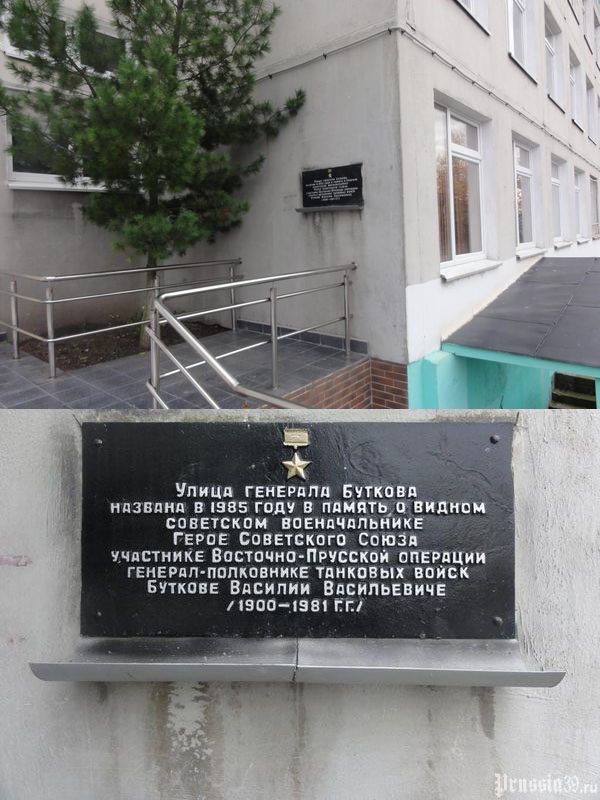 Улица генерала Буткова
названа в 1985 году в память о видном
советском военачальнике
Герое Советского Союза
участнике Восточно-Прусской операции
генерал-полковнике танковых войск
Буткове Василии Васильевиче
/1900-1981 г.г./
Prussia39.ru